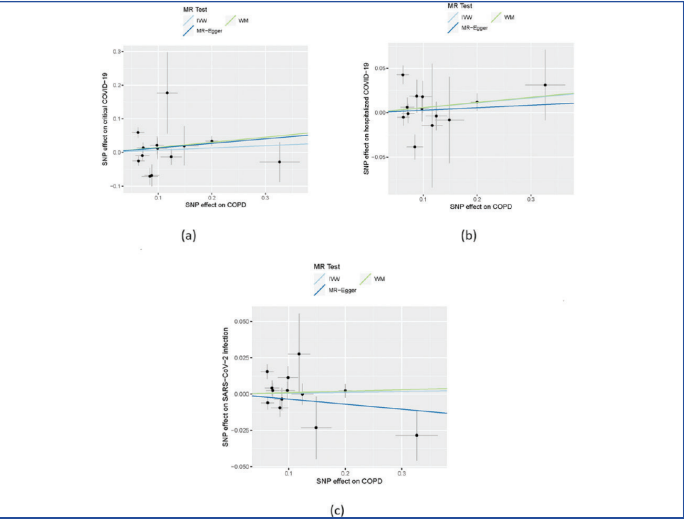 MR Test
IVW
WM
MR-Egger
SNP effect on critical COVID-19
0.3
0.2
0.1
0.0
-0.1
0.1
0.2
0.3
SNP effect on COPD
(a)
MR Test
IVW
WM
MR-Egger
SNP effect on hospitalized COVID-19
0.05
0.00
-0.05
0.1
0.2
0.3
SNP effect on COPD
(b)
MR Test
IVW
WM
MR-Egger
SNP effect on SARS-CoV-2 infection
0.050
0.025
0.000
-0.025
-0.050
0.1
0.2
0.3
SNP effect on COPD
(c)